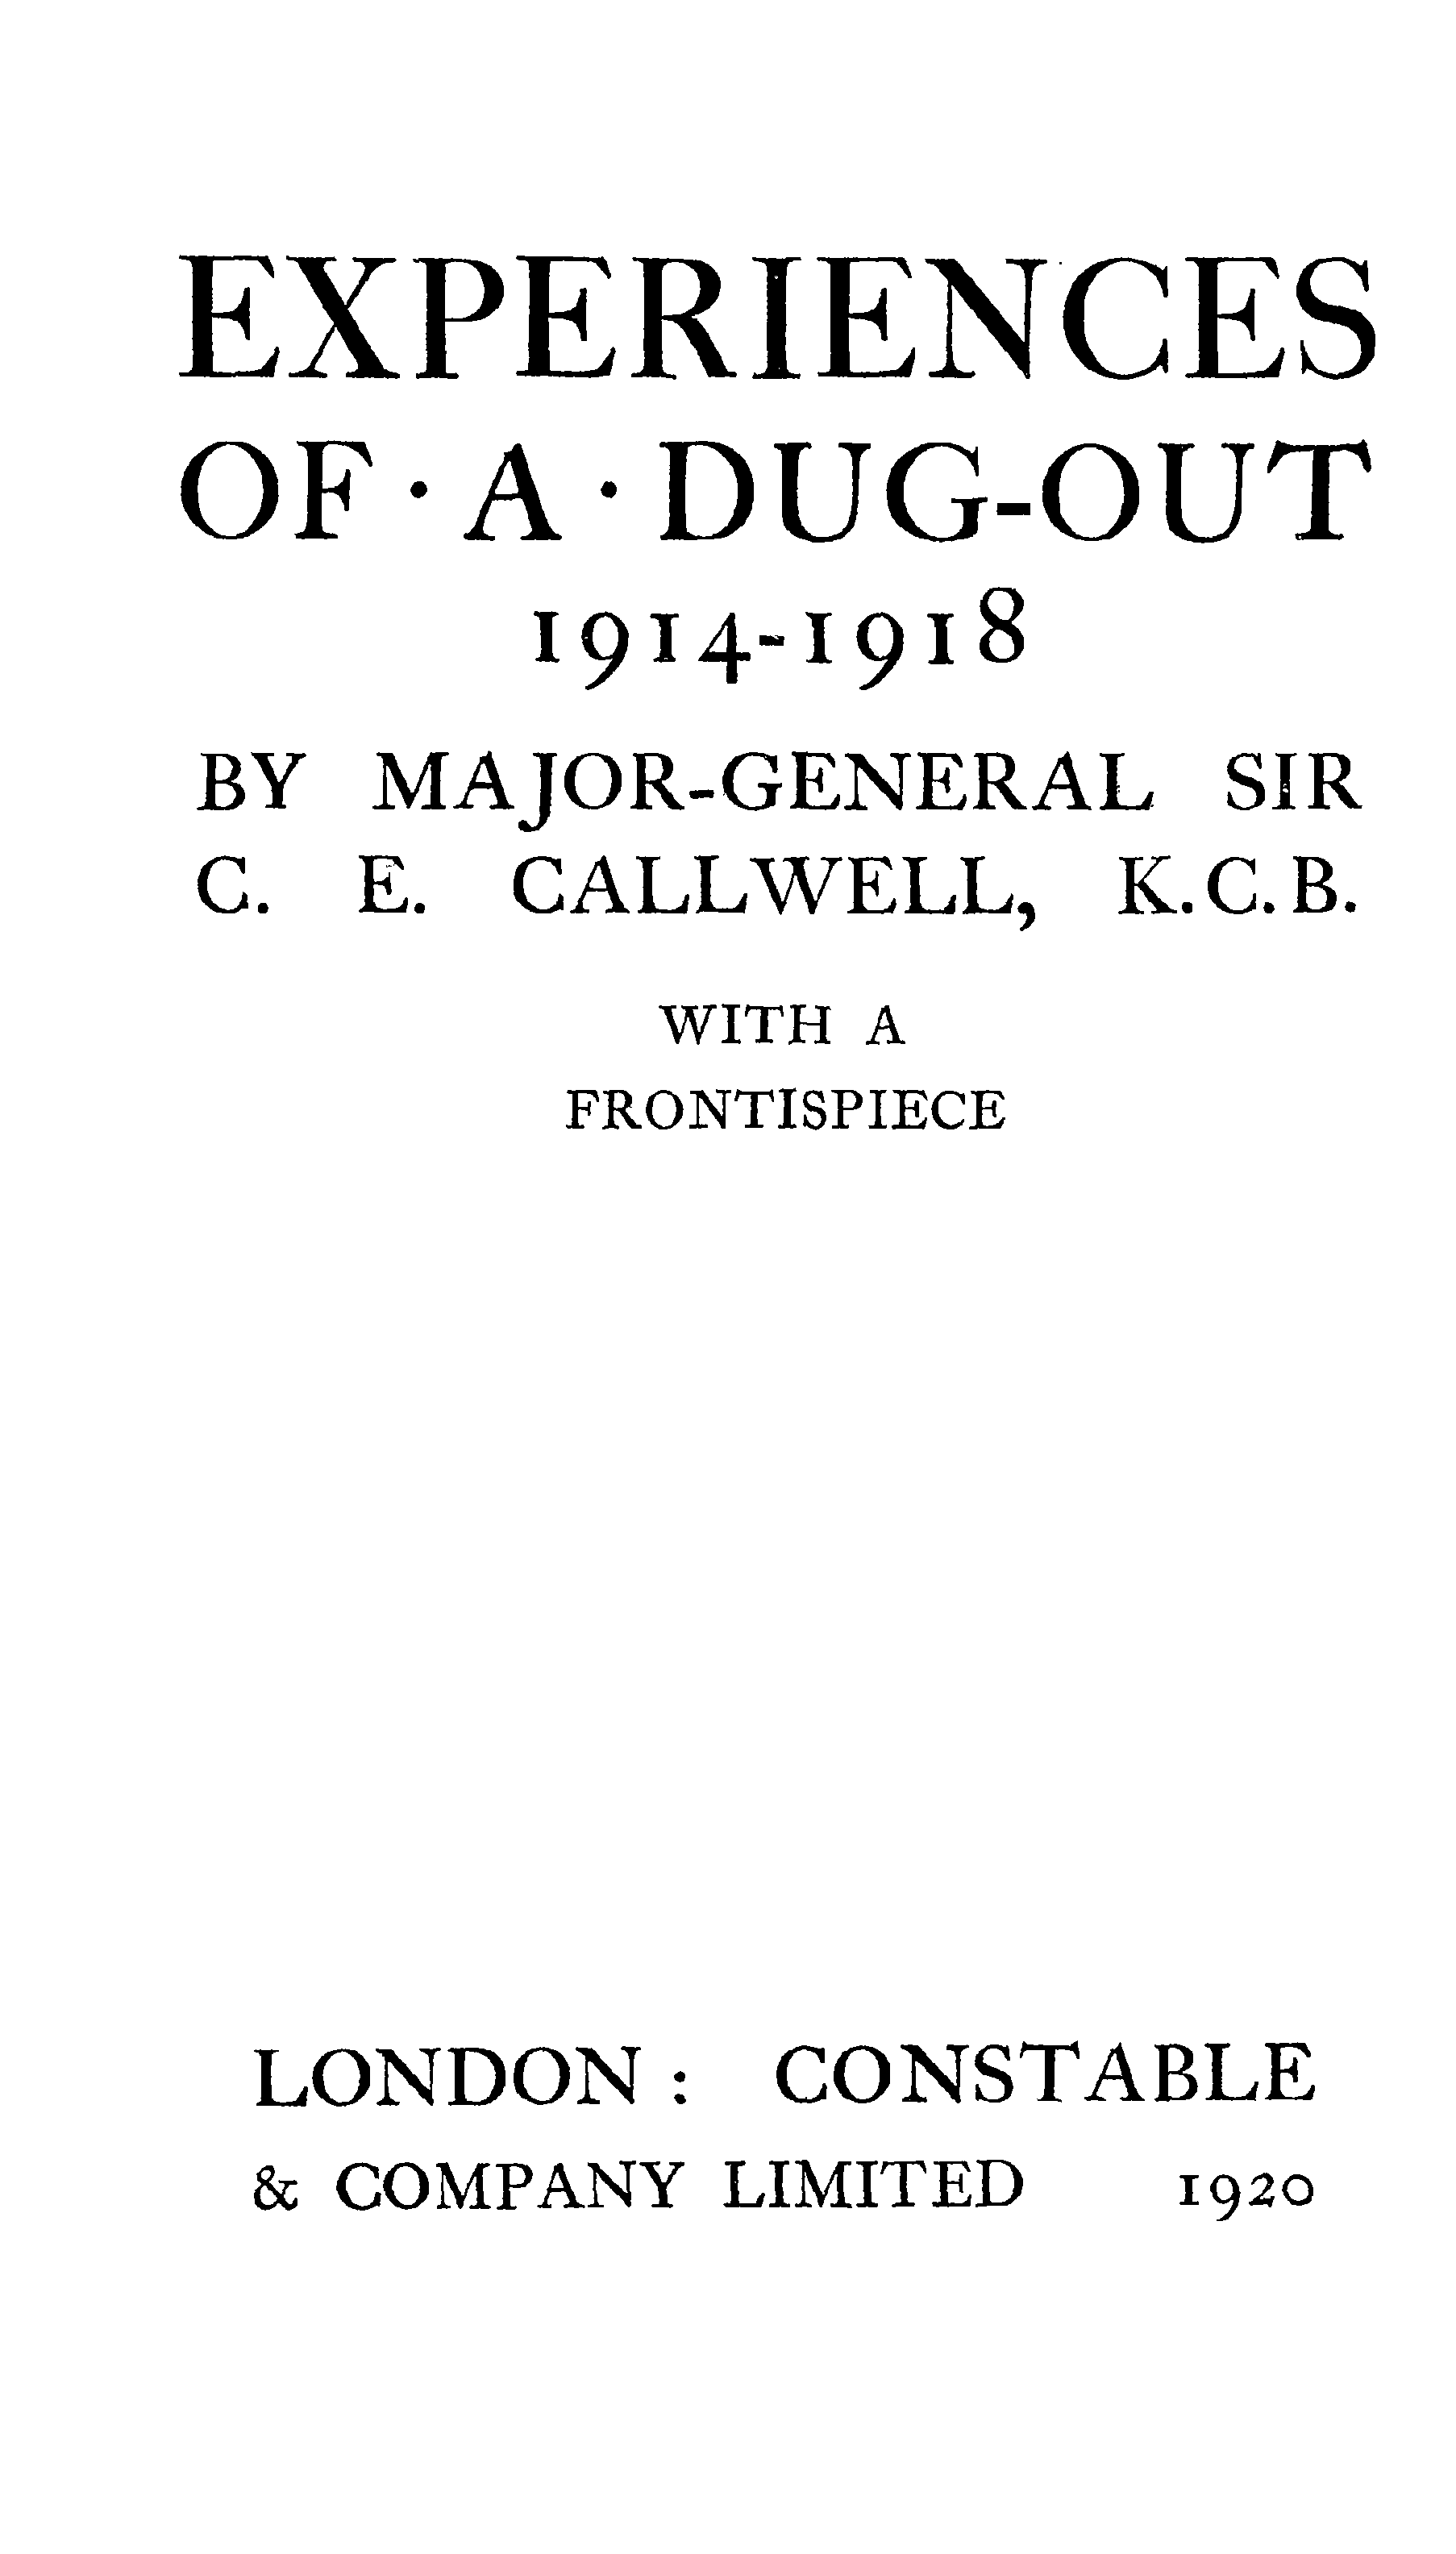 EXPERIENCES
OF · A · DUG-OUT
1914-1918
BY MAJOR-GENERAL SIR
C. E. CALLWELL, K.C.B.
WITH A
FRONTISPIECE
LONDON: CONSTABLE
& COMPANY LIMITED 1920